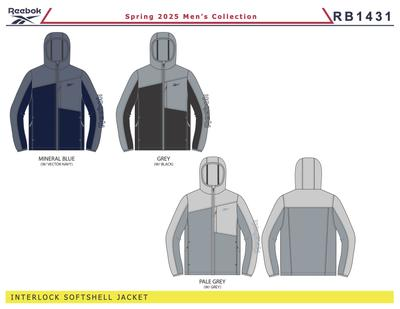 Reebok
Spring 2025 Men's Collection
RB1431
MINERAL BLUE
(W/ VECTOR NAVY)
GREY
(W/ BLACK)
PALE GREY
(W/ GREY)
INTERLOCK SOFTSHELL JACKET